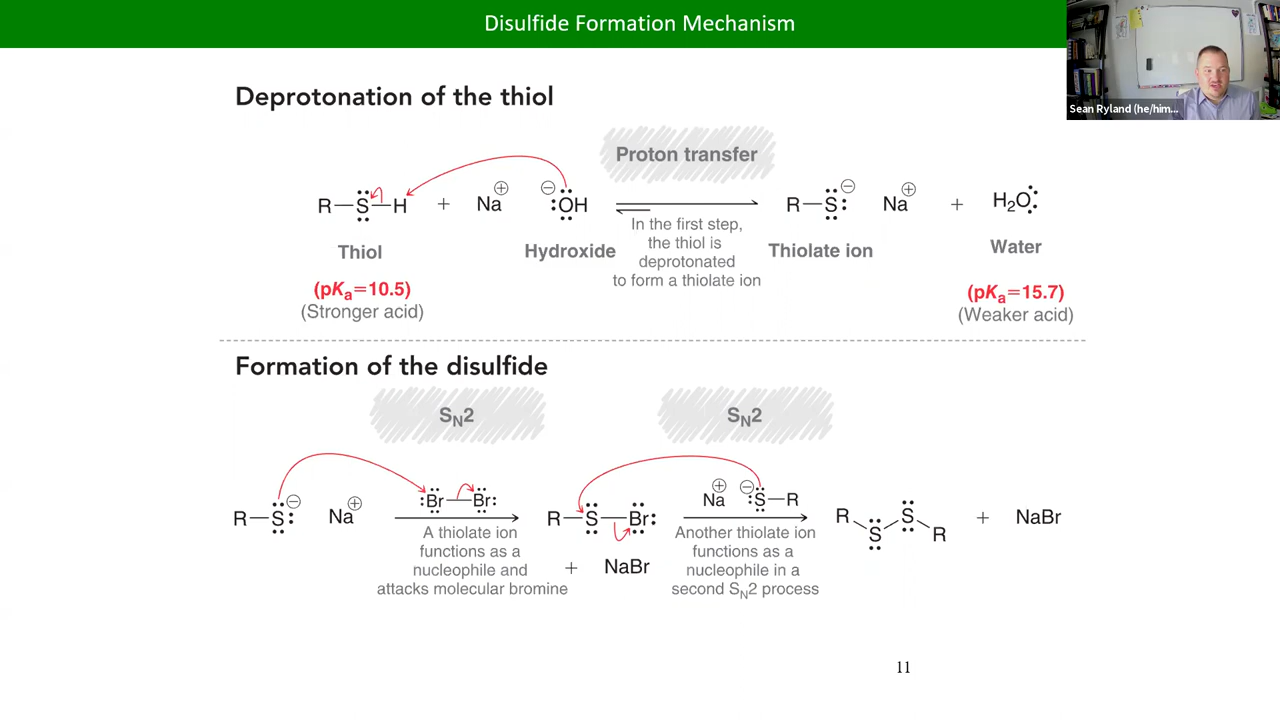 Disulfide Formation Mechanism
Sean Ryland (he/him...
Deprotonation of the thiol
Proton transfer
R—S—H + Na⊕ ⊖:OH R—S:⊖ Na⊕ + H₂O:
In the first step,
the thiol is
deprotonated
to form a thiolate ion
Thiol
Hydroxide
Thiolate ion
Water
(pKₐ=10.5)
(Stronger acid)
(pKₐ=15.7)
(Weaker acid)
Formation of the disulfide
S_N2
S_N2
:Br—Br:
Na⊕ ⊖:S—R
R—S:⊖ Na⊕ R—S—Br: R S S R + NaBr
A thiolate ion
functions as a
nucleophile and
attacks molecular bromine
+ NaBr
Another thiolate ion
functions as a
nucleophile in a
second S_N2 process
11